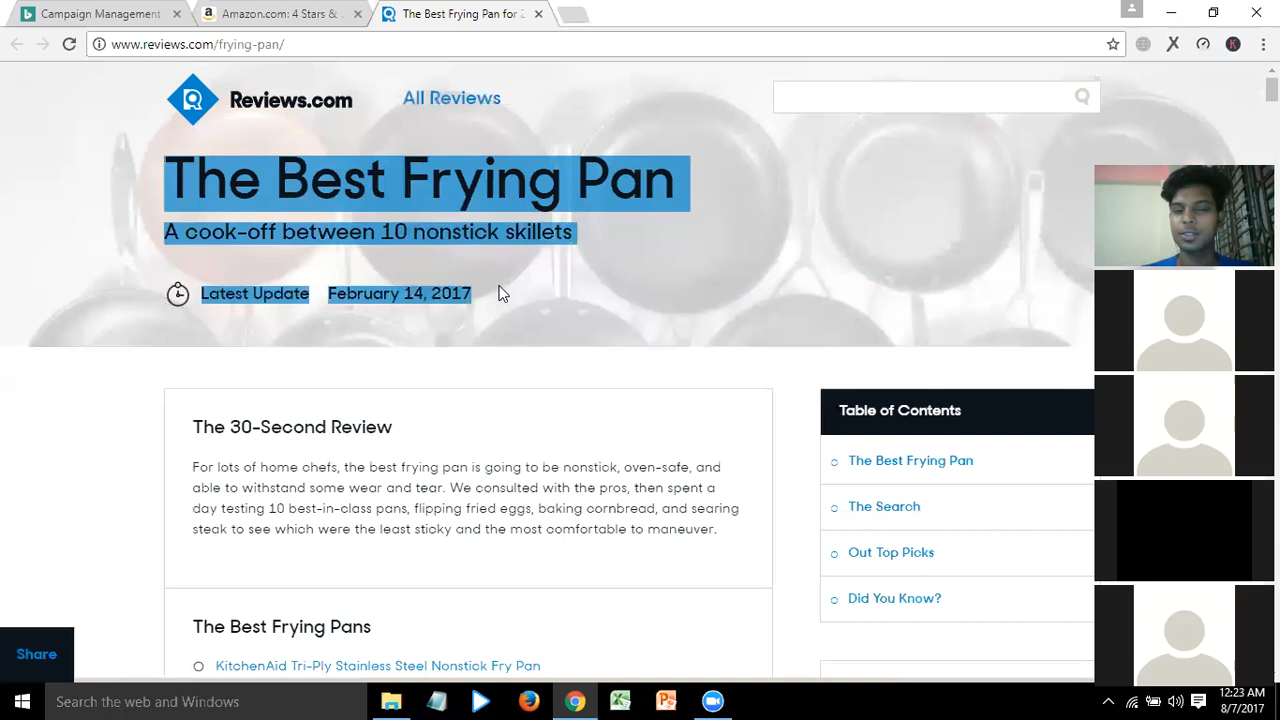 Campaign Management
Amazon.com: 4 Stars &
The Best Frying Pan for
www.reviews.com/frying-pan/
K
Reviews.com
All Reviews
The Best Frying Pan
A cook-off between 10 nonstick skillets
Latest Update February 14, 2017
The 30-Second Review
For lots of home chefs, the best frying pan is going to be nonstick, oven-safe, and
able to withstand some wear and tear. We consulted with the pros, then spent a
day testing 10 best-in-class pans, flipping fried eggs, baking cornbread, and searing
steak to see which were the least sticky and the most comfortable to maneuver.
Table of Contents
The Best Frying Pan
The Search
Out Top Picks
Did You Know?
The Best Frying Pans
KitchenAid Tri-Ply Stainless Steel Nonstick Fry Pan
Share
Search the web and Windows
12:23 AM
8/7/2017